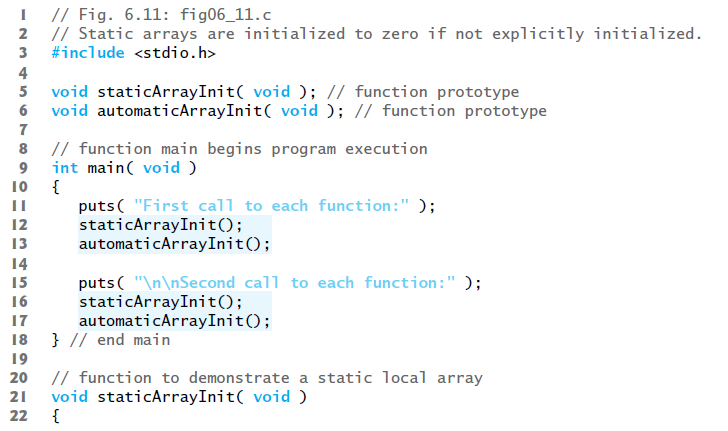 1 // Fig. 6.11: fig06_11.c
2 // Static arrays are initialized to zero if not explicitly initialized.
3 #include <stdio.h>
4
5 void staticArrayInit( void ); // function prototype
6 void automaticArrayInit( void ); // function prototype
7
8 // function main begins program execution
9 int main( void )
10 {
11 puts( "First call to each function:" );
12 staticArrayInit();
13 automaticArrayInit();
14
15 puts( "\n\nSecond call to each function:" );
16 staticArrayInit();
17 automaticArrayInit();
18 } // end main
19
20 // function to demonstrate a static local array
21 void staticArrayInit( void )
22 {